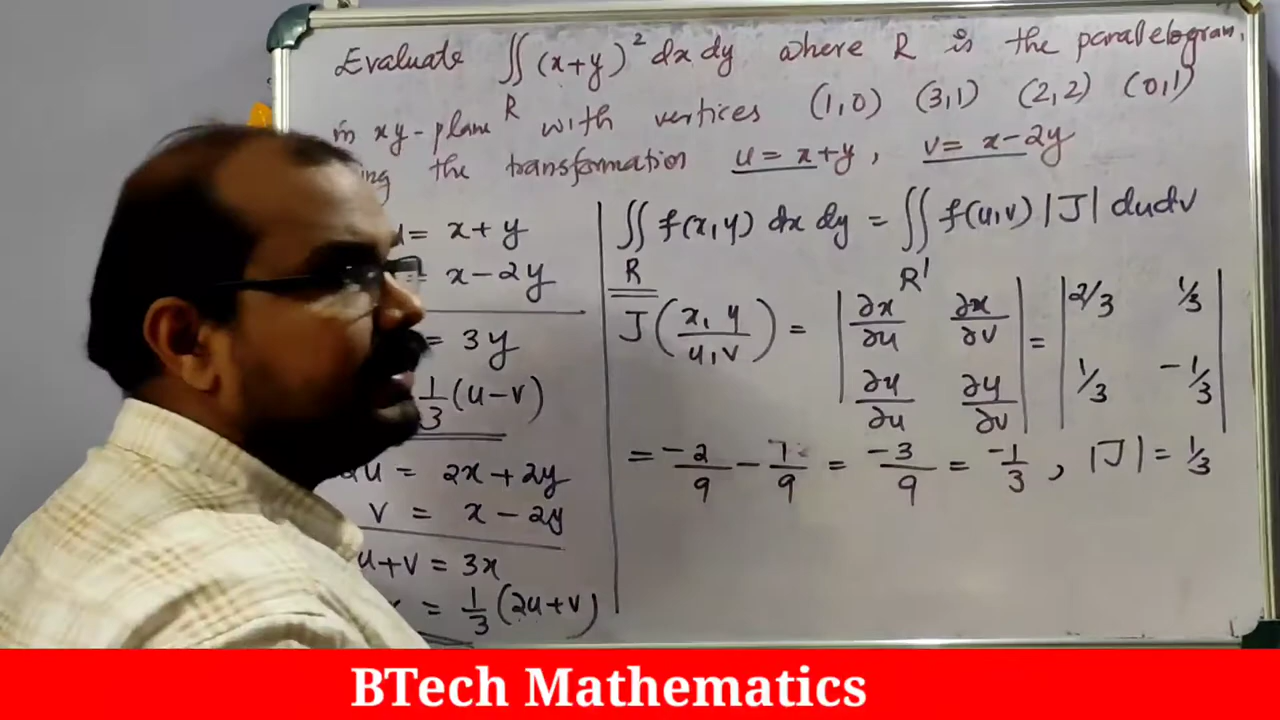 Evaluate ∬ (x+y)² dx dy where R is the parallelogram,
R
in xy-plane with vertices (1,0) (3,1) (2,2) (0,1)
the transformation u = x+y, v = x-2y
= x+y
x-2y
= 3y
1/3 (u-v)
2u = 2x+2y
v = x-2y
u+v = 3x
= 1/3 (2u+v)
∬ f(x,y) dx dy = ∬ f(u,v) |J| du dv
R R'
J(x, y / u, v) = | ∂x/∂u ∂x/∂v | = | 2/3 1/3 |
| ∂y/∂u ∂y/∂v | | 1/3 -1/3 |
= -2/9 - 1/9 = -3/9 = -1/3, |J| = 1/3
BTech Mathematics